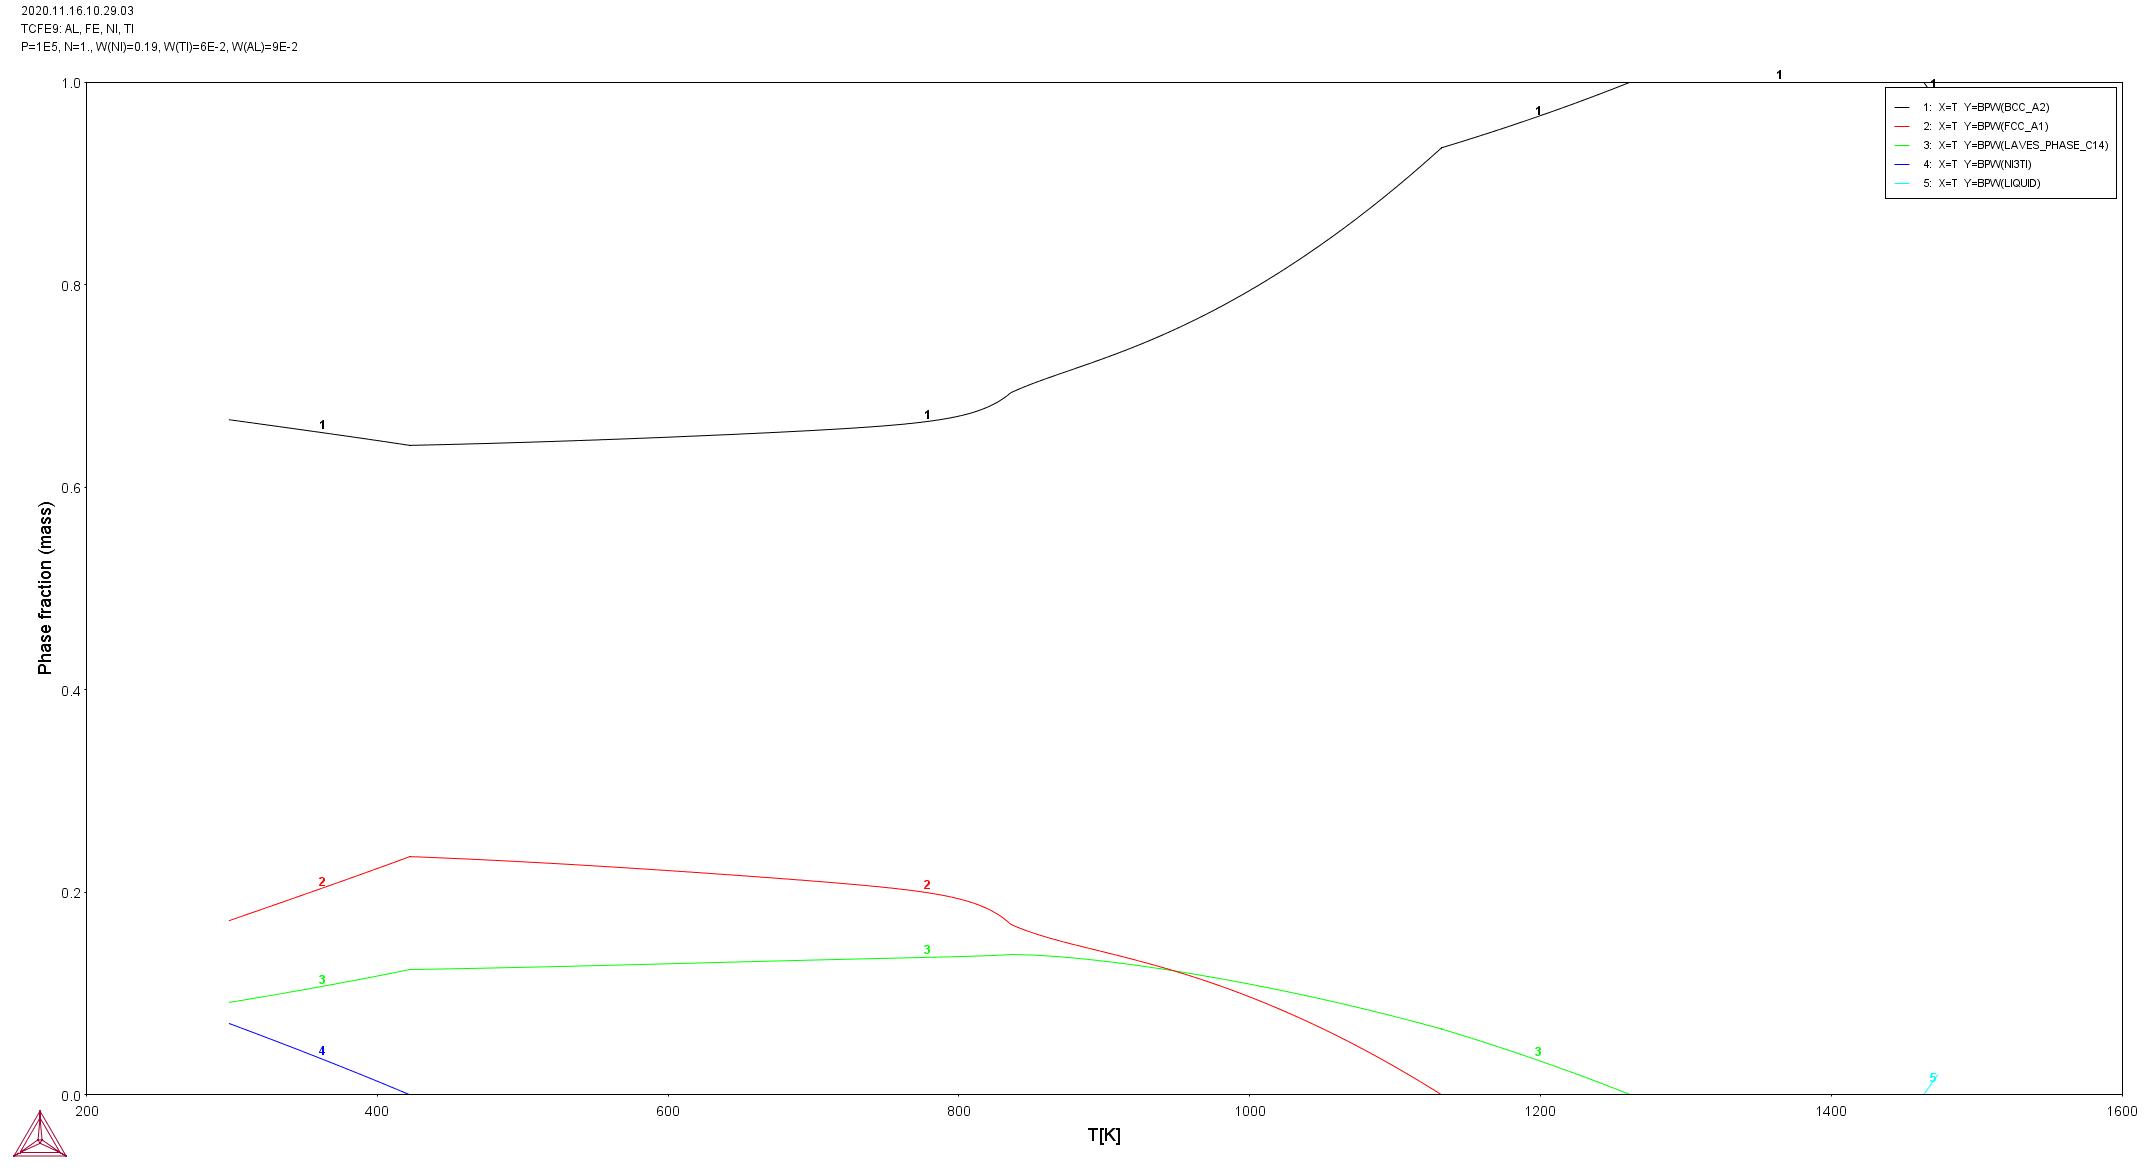 2020.11.16.10.29.03
TCFE9: AL, FE, NI, TI
P=1E5, N=1., W(NI)=0.19, W(TI)=6E-2, W(AL)=9E-2
1.0
0.8
0.6
0.4
0.2
0.0
Phase fraction (mass)
1
1
1
1
1
2
2
3
3
3
4
5
1: X=T Y=BPW(BCC_A2)
2: X=T Y=BPW(FCC_A1)
3: X=T Y=BPW(LAVES_PHASE_C14)
4: X=T Y=BPW(NI3TI)
5: X=T Y=BPW(LIQUID)
200 400 600 800 1000 1200 1400 1600
T[K]